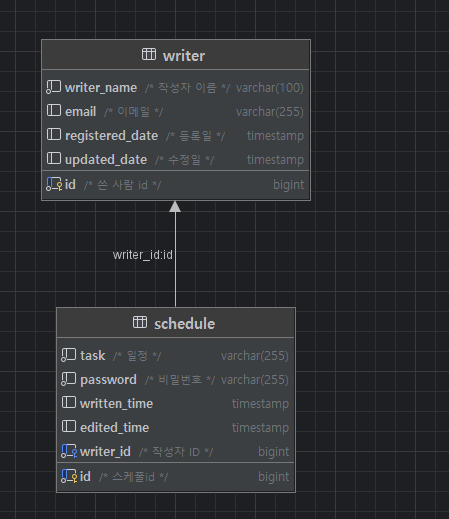 writer
writer_name /* 작성자 이름 */ varchar(100)
email /* 이메일 */ varchar(255)
registered_date /* 등록일 */ timestamp
updated_date /* 수정일 */ timestamp
id /* 쓴 사람 id */ bigint
writer_id:id
schedule
task /* 일정 */ varchar(255)
password /* 비밀번호 */ varchar(255)
written_time timestamp
edited_time timestamp
writer_id /* 작성자 ID */ bigint
id /* 스케쭐id */ bigint